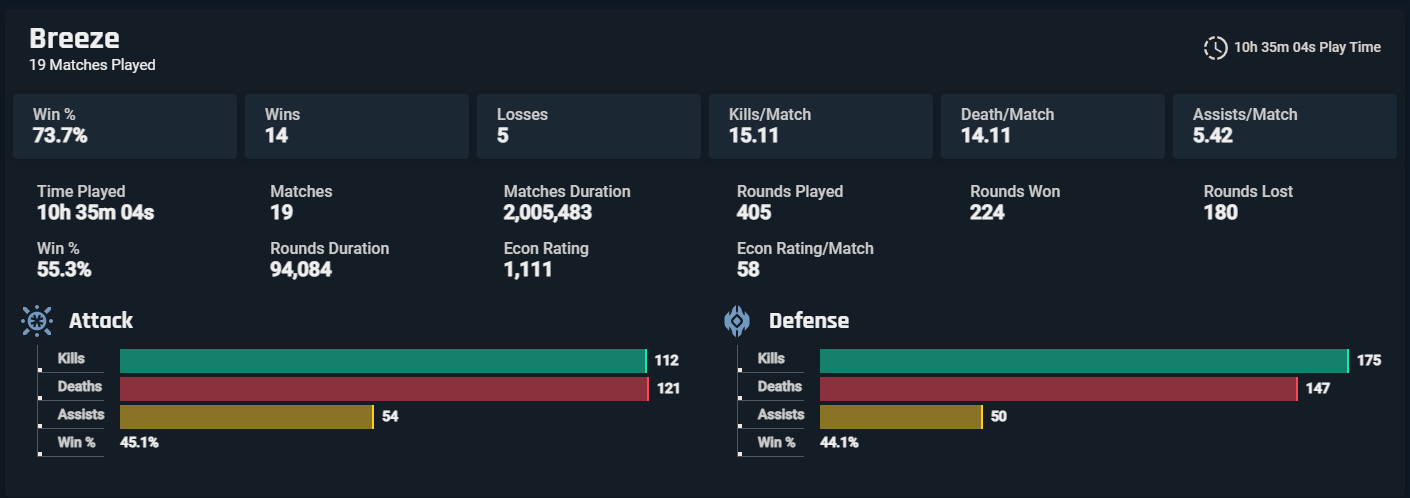 Breeze
19 Matches Played
10h 35m 04s Play Time
Win % Wins Losses Kills/Match Death/Match Assists/Match
73.7% 14 5 15.11 14.11 5.42
Time Played Matches Matches Duration Rounds Played Rounds Won Rounds Lost
10h 35m 04s 19 2,005,483 405 224 180
Win % Rounds Duration Econ Rating Econ Rating/Match
55.3% 94,084 1,111 58
Attack
Kills 112
Deaths 121
Assists 54
Win % 45.1%
Defense
Kills 175
Deaths 147
Assists 50
Win % 44.1%